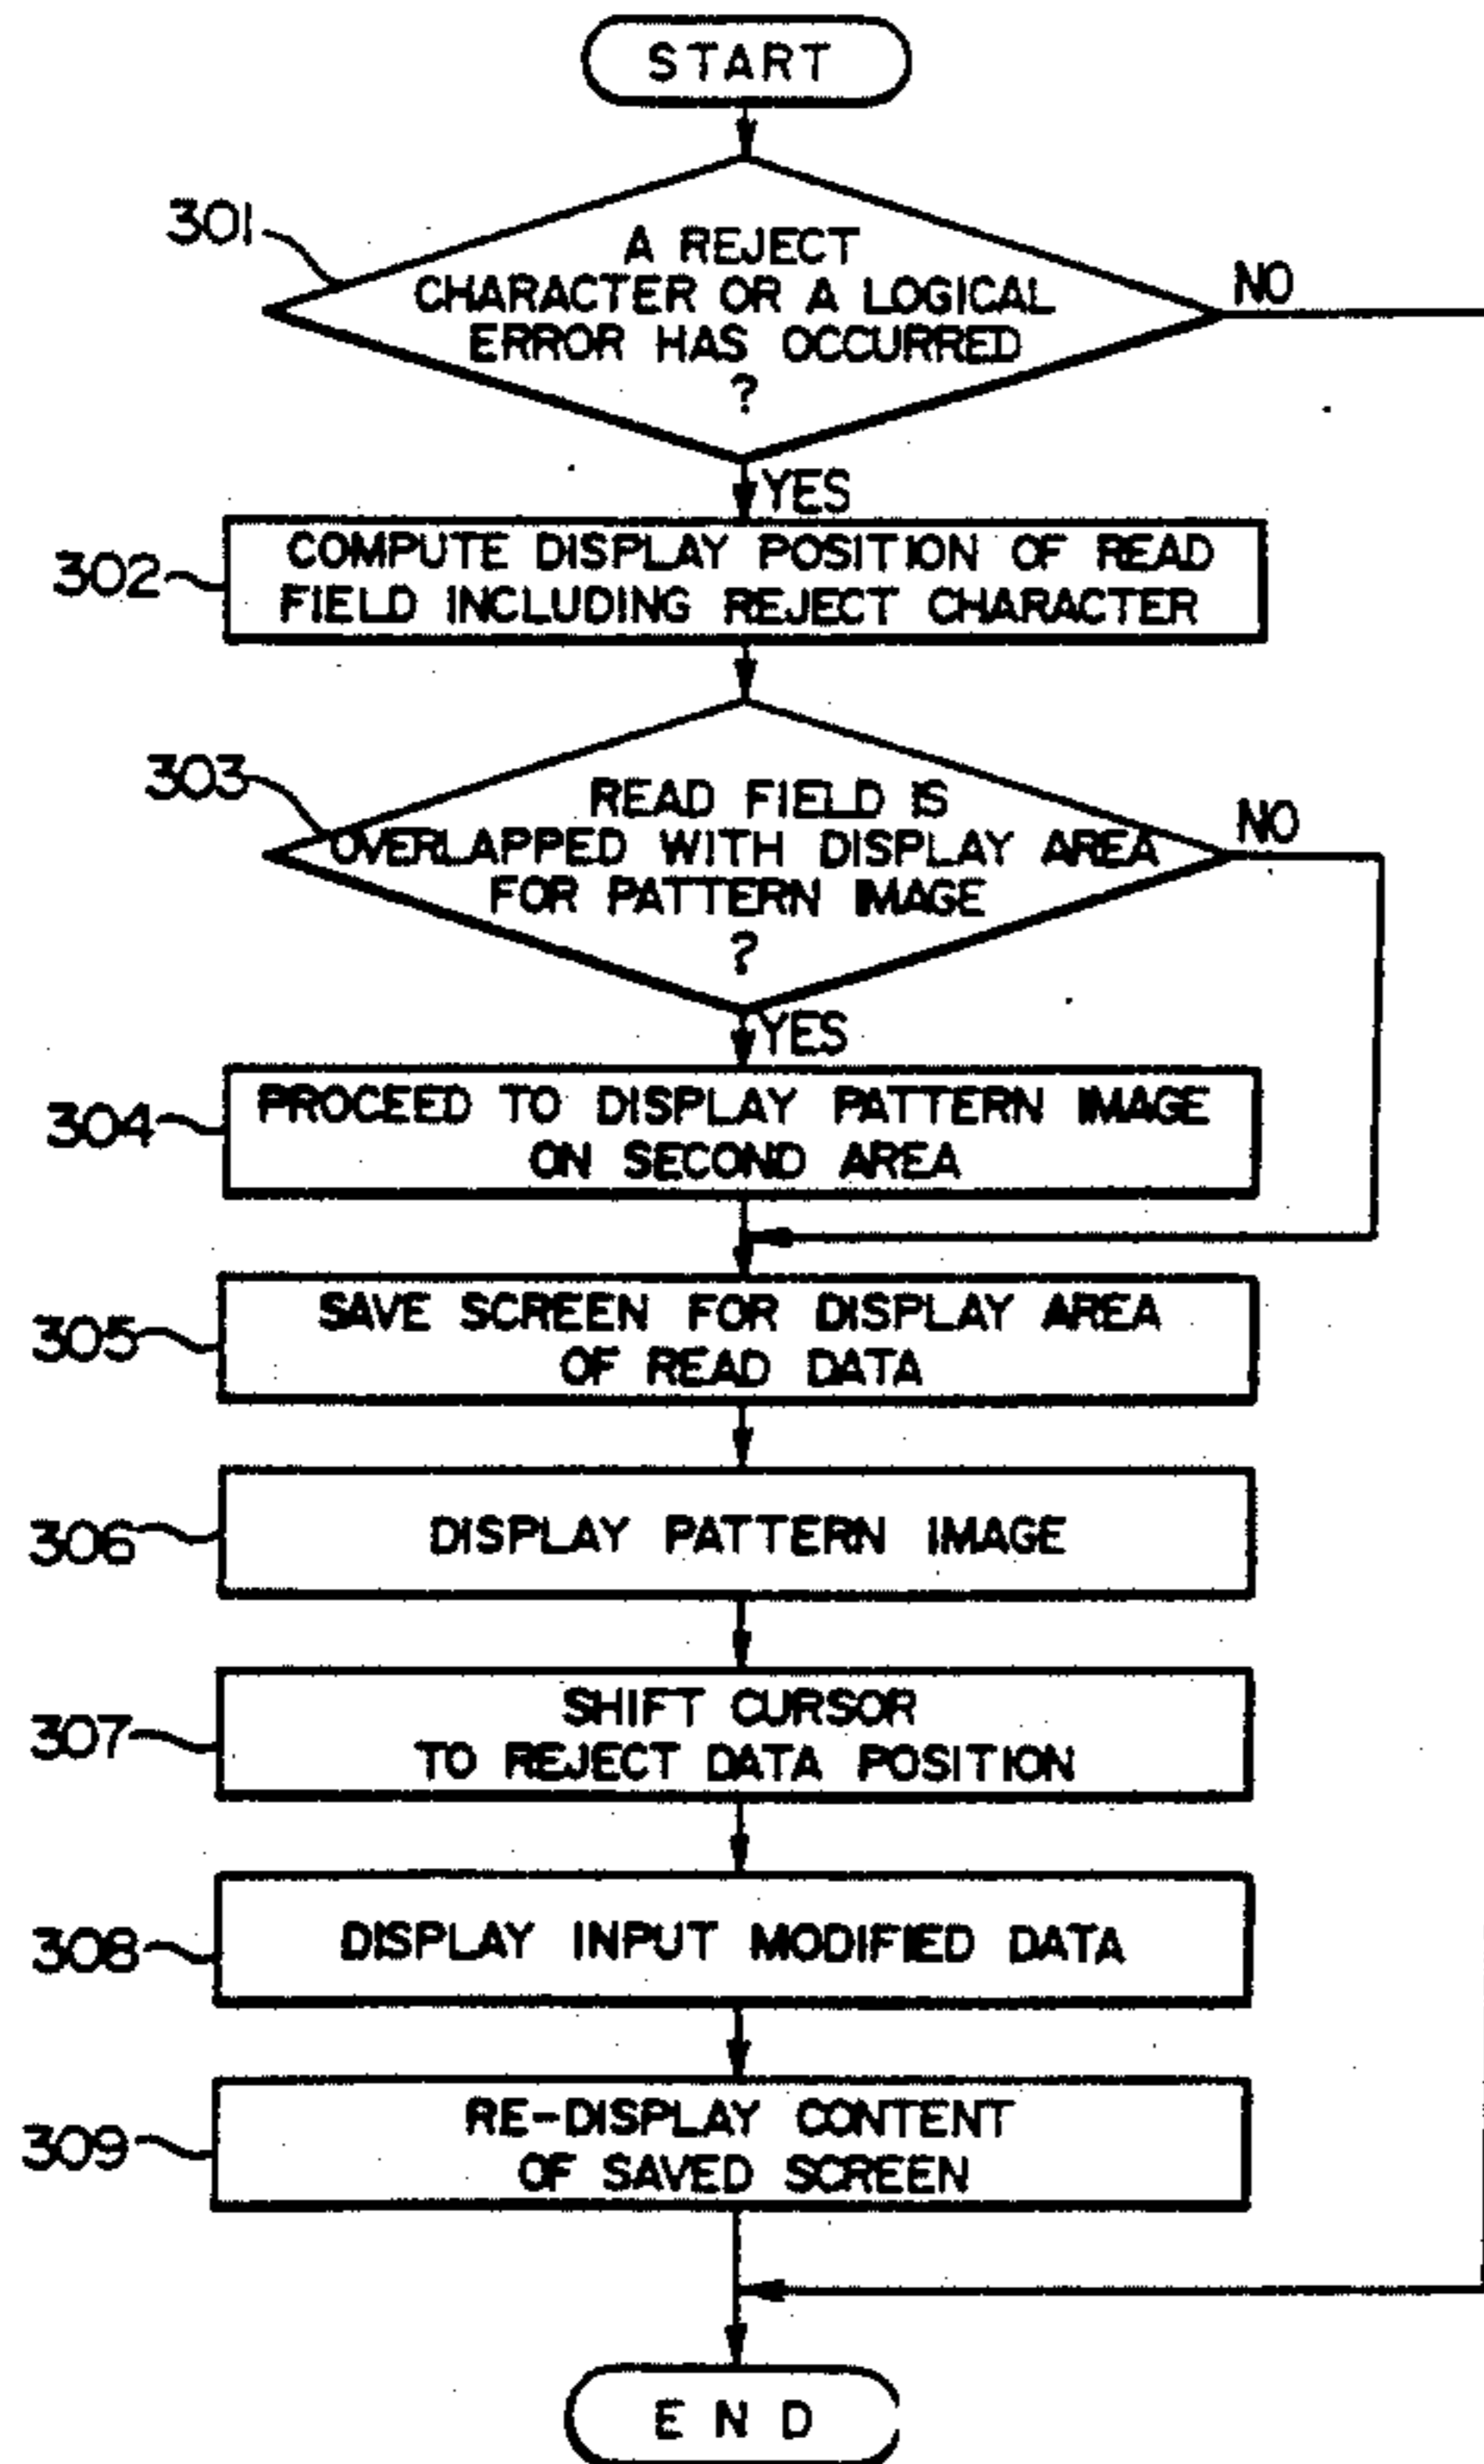 START
301
A REJECT
CHARACTER OR A LOGICAL
ERROR HAS OCCURRED
?
NO
YES
302
COMPUTE DISPLAY POSITION OF READ
FIELD INCLUDING REJECT CHARACTER
303
READ FIELD IS
OVERLAPPED WITH DISPLAY AREA
FOR PATTERN IMAGE
?
NO
YES
304
PROCEED TO DISPLAY PATTERN IMAGE
ON SECOND AREA
305
SAVE SCREEN FOR DISPLAY AREA
OF READ DATA
306
DISPLAY PATTERN IMAGE
307
SHIFT CURSOR
TO REJECT DATA POSITION
308
DISPLAY INPUT MODIFIED DATA
309
RE-DISPLAY CONTENT
OF SAVED SCREEN
END